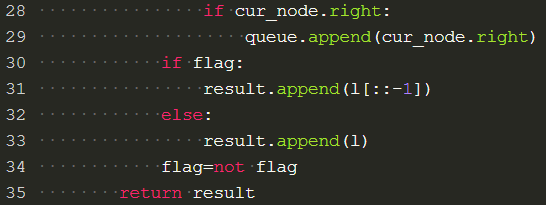 28 if cur_node.right:
29 queue.append(cur_node.right)
30 if flag:
31 result.append(l[::-1])
32 else:
33 result.append(l)
34 flag=not flag
35 return result